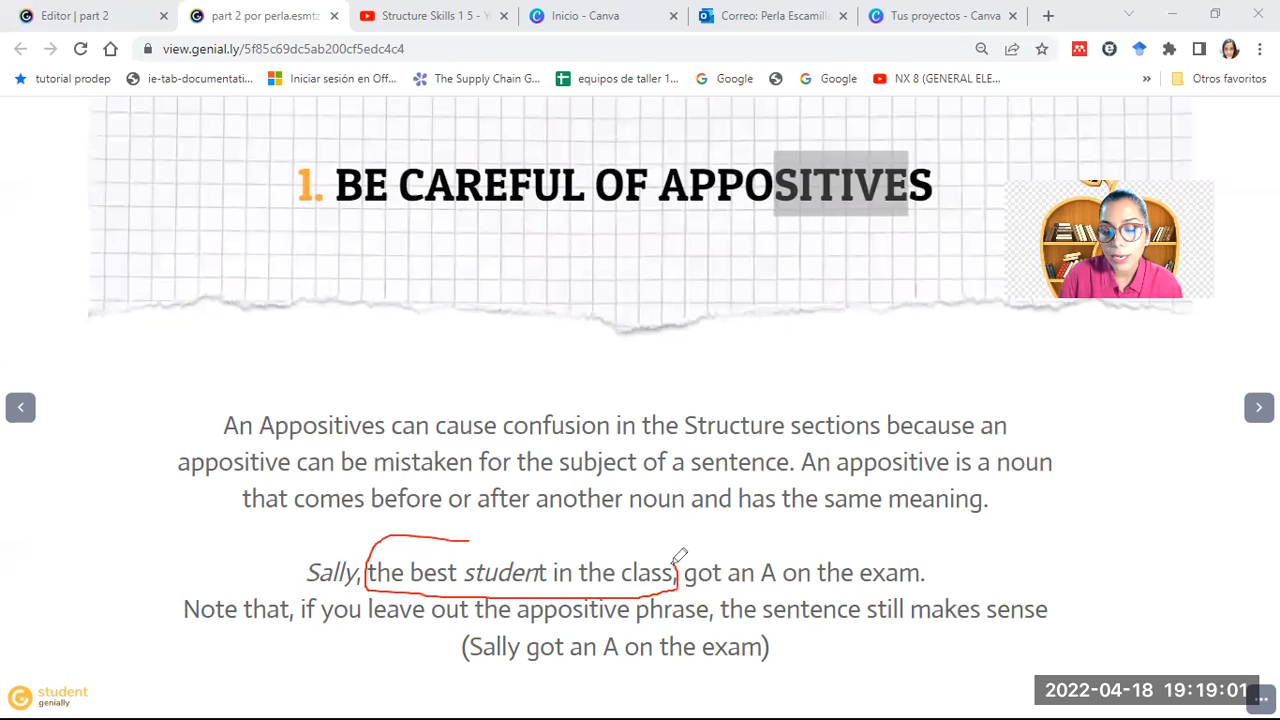 Editor | part 2
part 2 por perla.esmtz
Structure Skills 1 5 - Y
Inicio - Canva
Correo: Perla Escamill
Tus proyectos - Canva
view.genial.ly/5f85c69dc5ab200cf5edc4c4
tutorial prodep
ie-tab-documentati...
Iniciar sesión en Off...
The Supply Chain G...
equipos de taller 1...
Google
Google
NX 8 (GENERAL ELE...
»
Otros favoritos
1. BE CAREFUL OF APPOSITIVES
An Appositives can cause confusion in the Structure sections because an
appositive can be mistaken for the subject of a sentence. An appositive is a noun
that comes before or after another noun and has the same meaning.
Sally, the best student in the class, got an A on the exam.
Note that, if you leave out the appositive phrase, the sentence still makes sense
(Sally got an A on the exam)
student
genially
2022-04-18 19:19:01